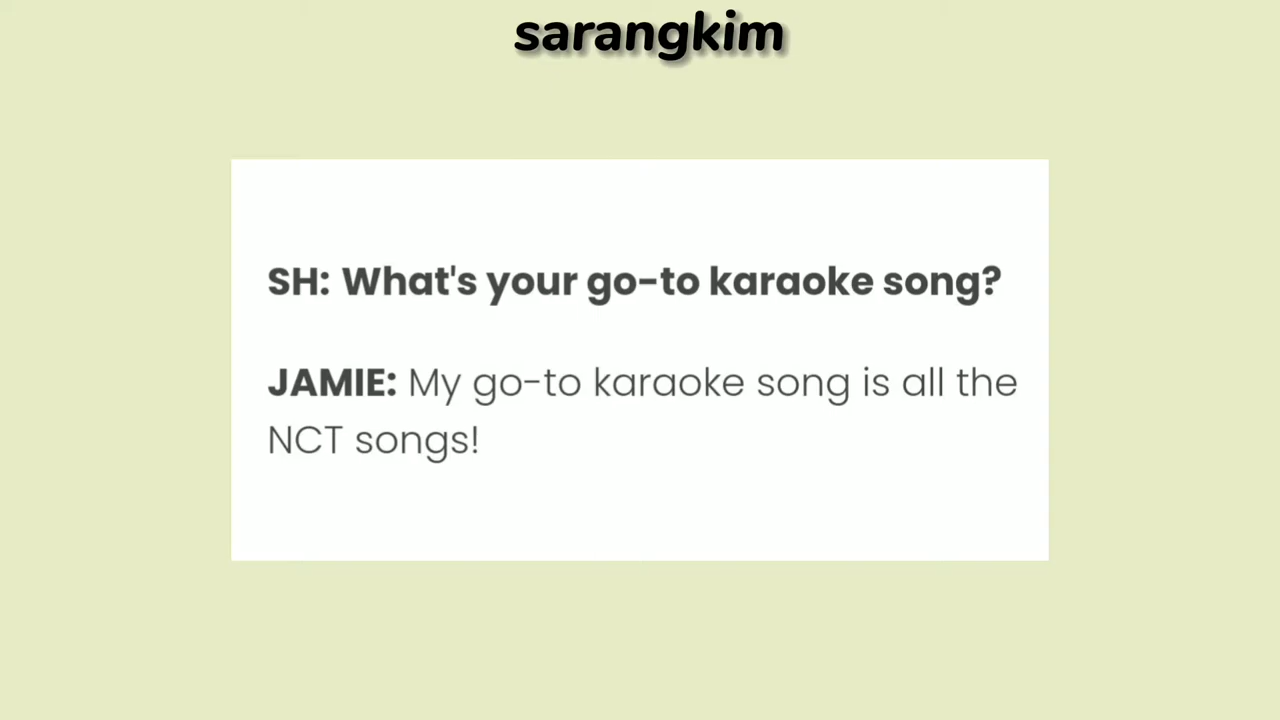 sarangkim
SH: What's your go-to karaoke song?
JAMIE: My go-to karaoke song is all the
NCT songs!